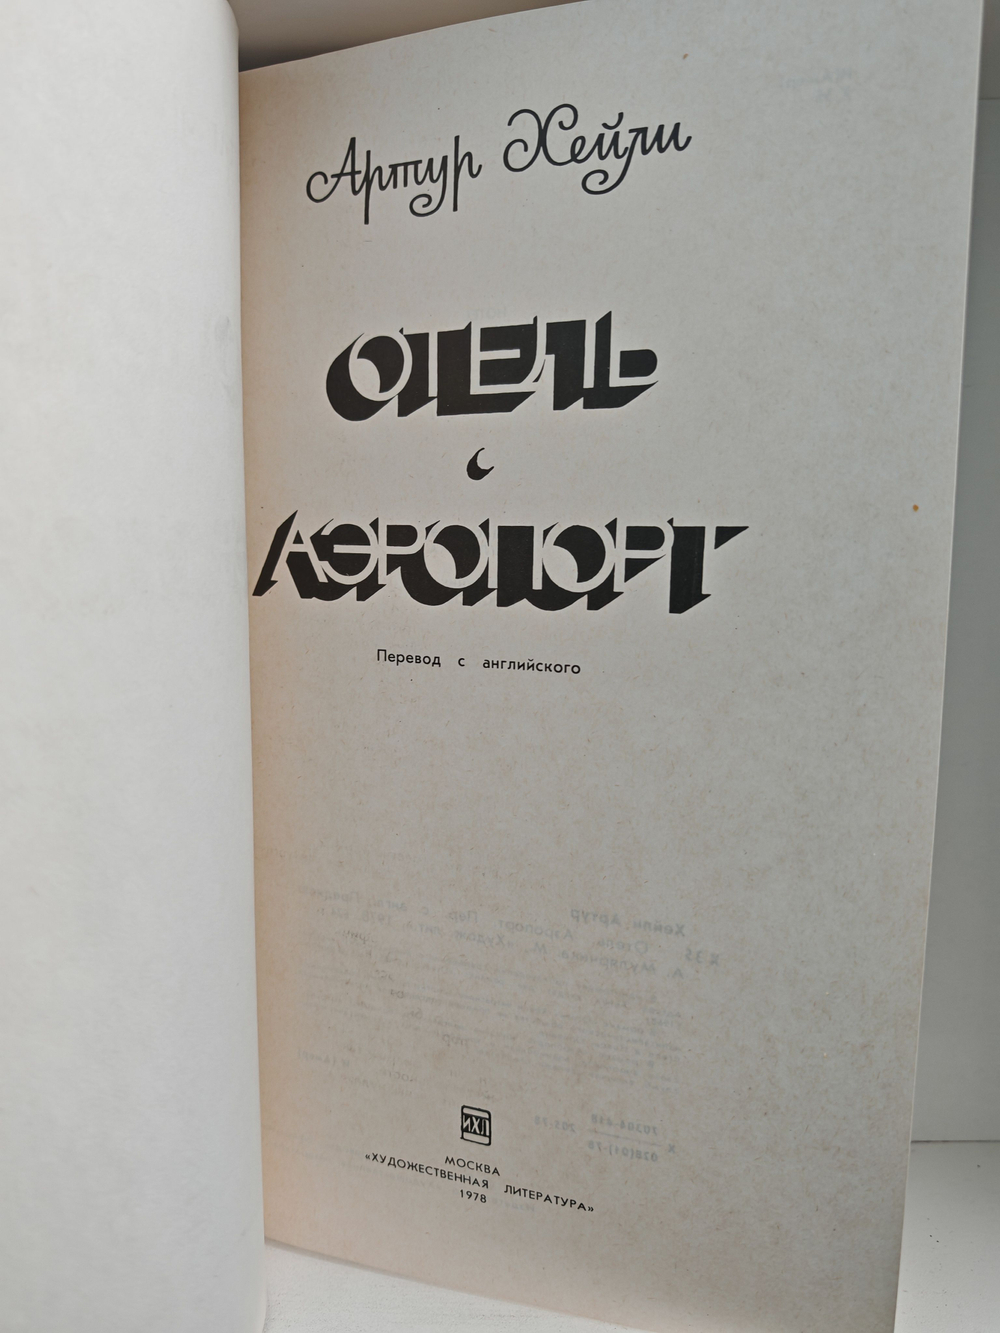 Артур Хейли
ОТЕЛЬ
АЭРОПОРТ
Перевод с английского
МОСКВА
«ХУДОЖЕСТВЕННАЯ ЛИТЕРАТУРА»
1978